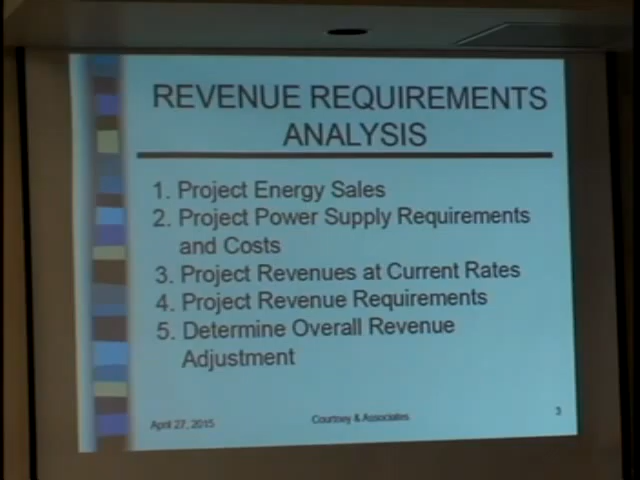 REVENUE REQUIREMENTS
ANALYSIS
1. Project Energy Sales
2. Project Power Supply Requirements
and Costs
3. Project Revenues at Current Rates
4. Project Revenue Requirements
5. Determine Overall Revenue
Adjustment
April 27, 2015
Courtney & Associates
3